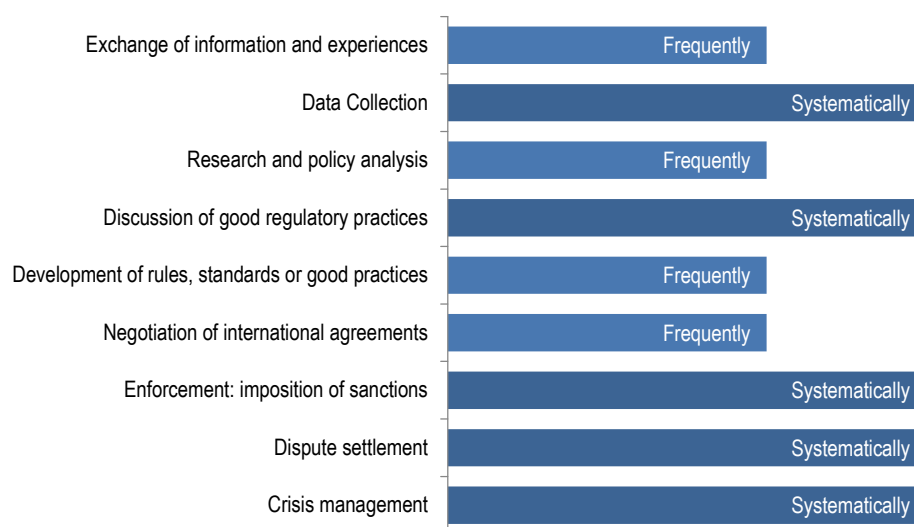 Exchange of information and experiences Frequently
Data Collection Systematically
Research and policy analysis Frequently
Discussion of good regulatory practices Systematically
Development of rules, standards or good practices Frequently
Negotiation of international agreements Frequently
Enforcement: imposition of sanctions Systematically
Dispute settlement Systematically
Crisis management Systematically